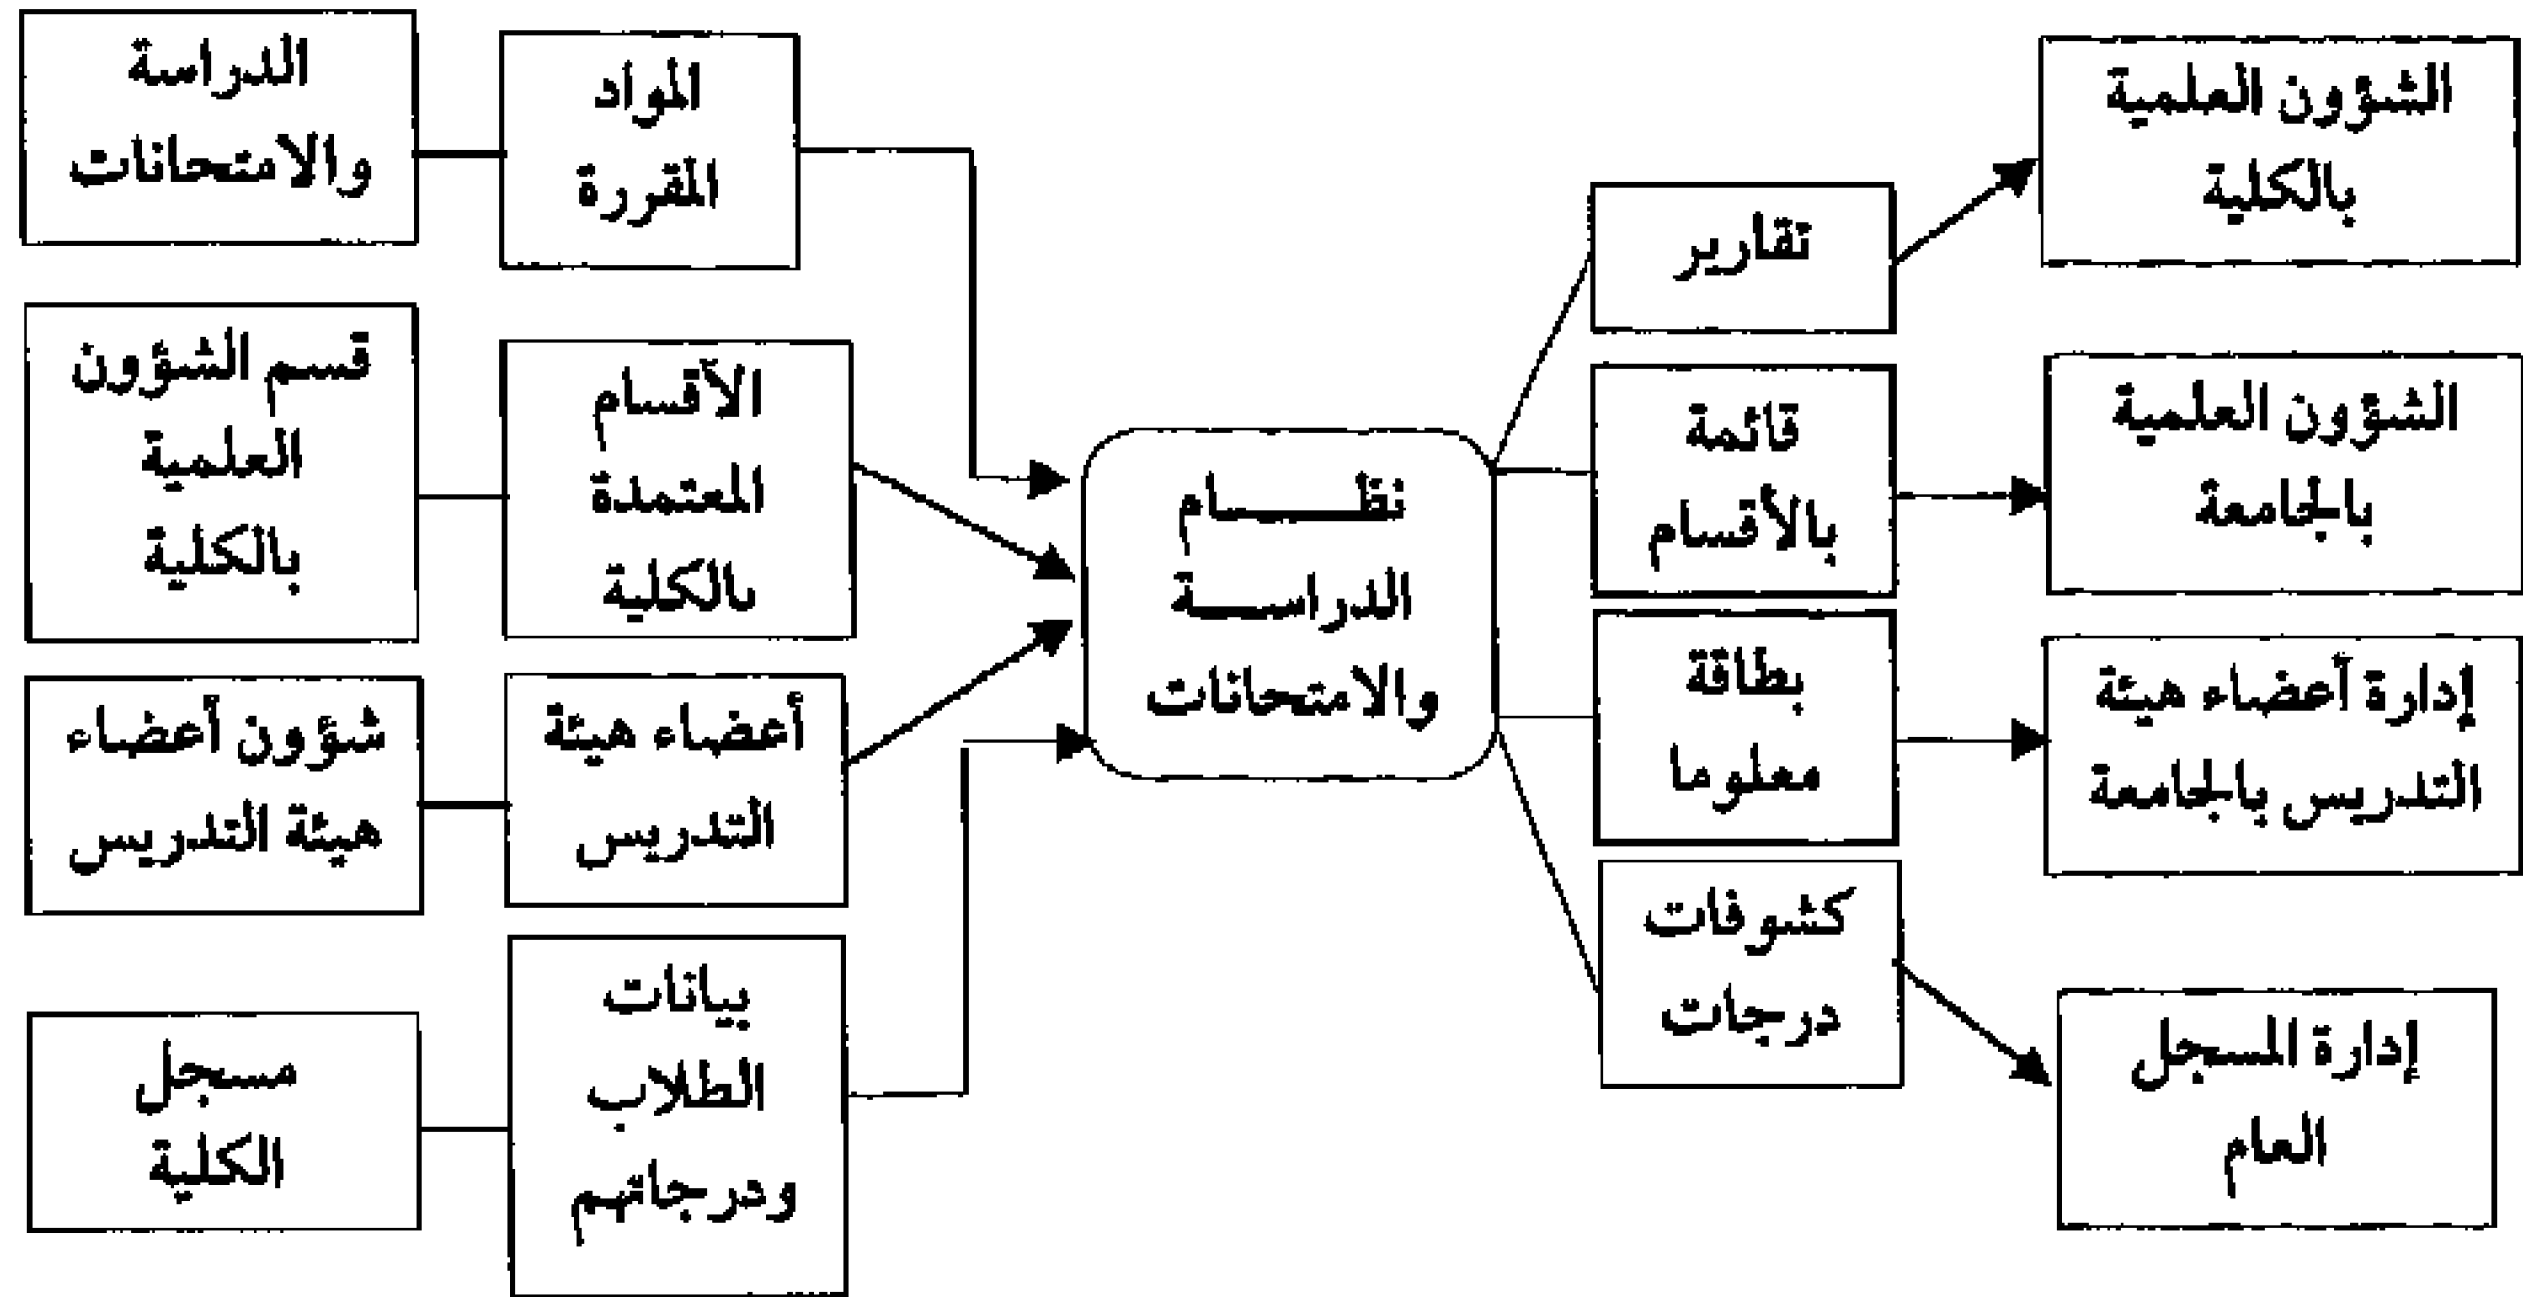 الدراسة
والامتحانات
المواد
المقررة
قسم الشؤون
العلمية
بالكلية
الأقسام
المعتمدة
بالكلية
شؤون أعضاء
هيئة التدريس
أعضاء هيئة
التدريس
مسجل
الكلية
بيانات
الطلاب
ودرجاتهم
نظـــــــام
الدراســــة
والامتحانات
تقارير
الشؤون العلمية
بالكلية
قائمة
بالأقسام
الشؤون العلمية
بالجامعة
بطاقة
معلوما
إدارة أعضاء هيئة
التدريس بالجامعة
كشوفات
درجات
إدارة المسجل
العام